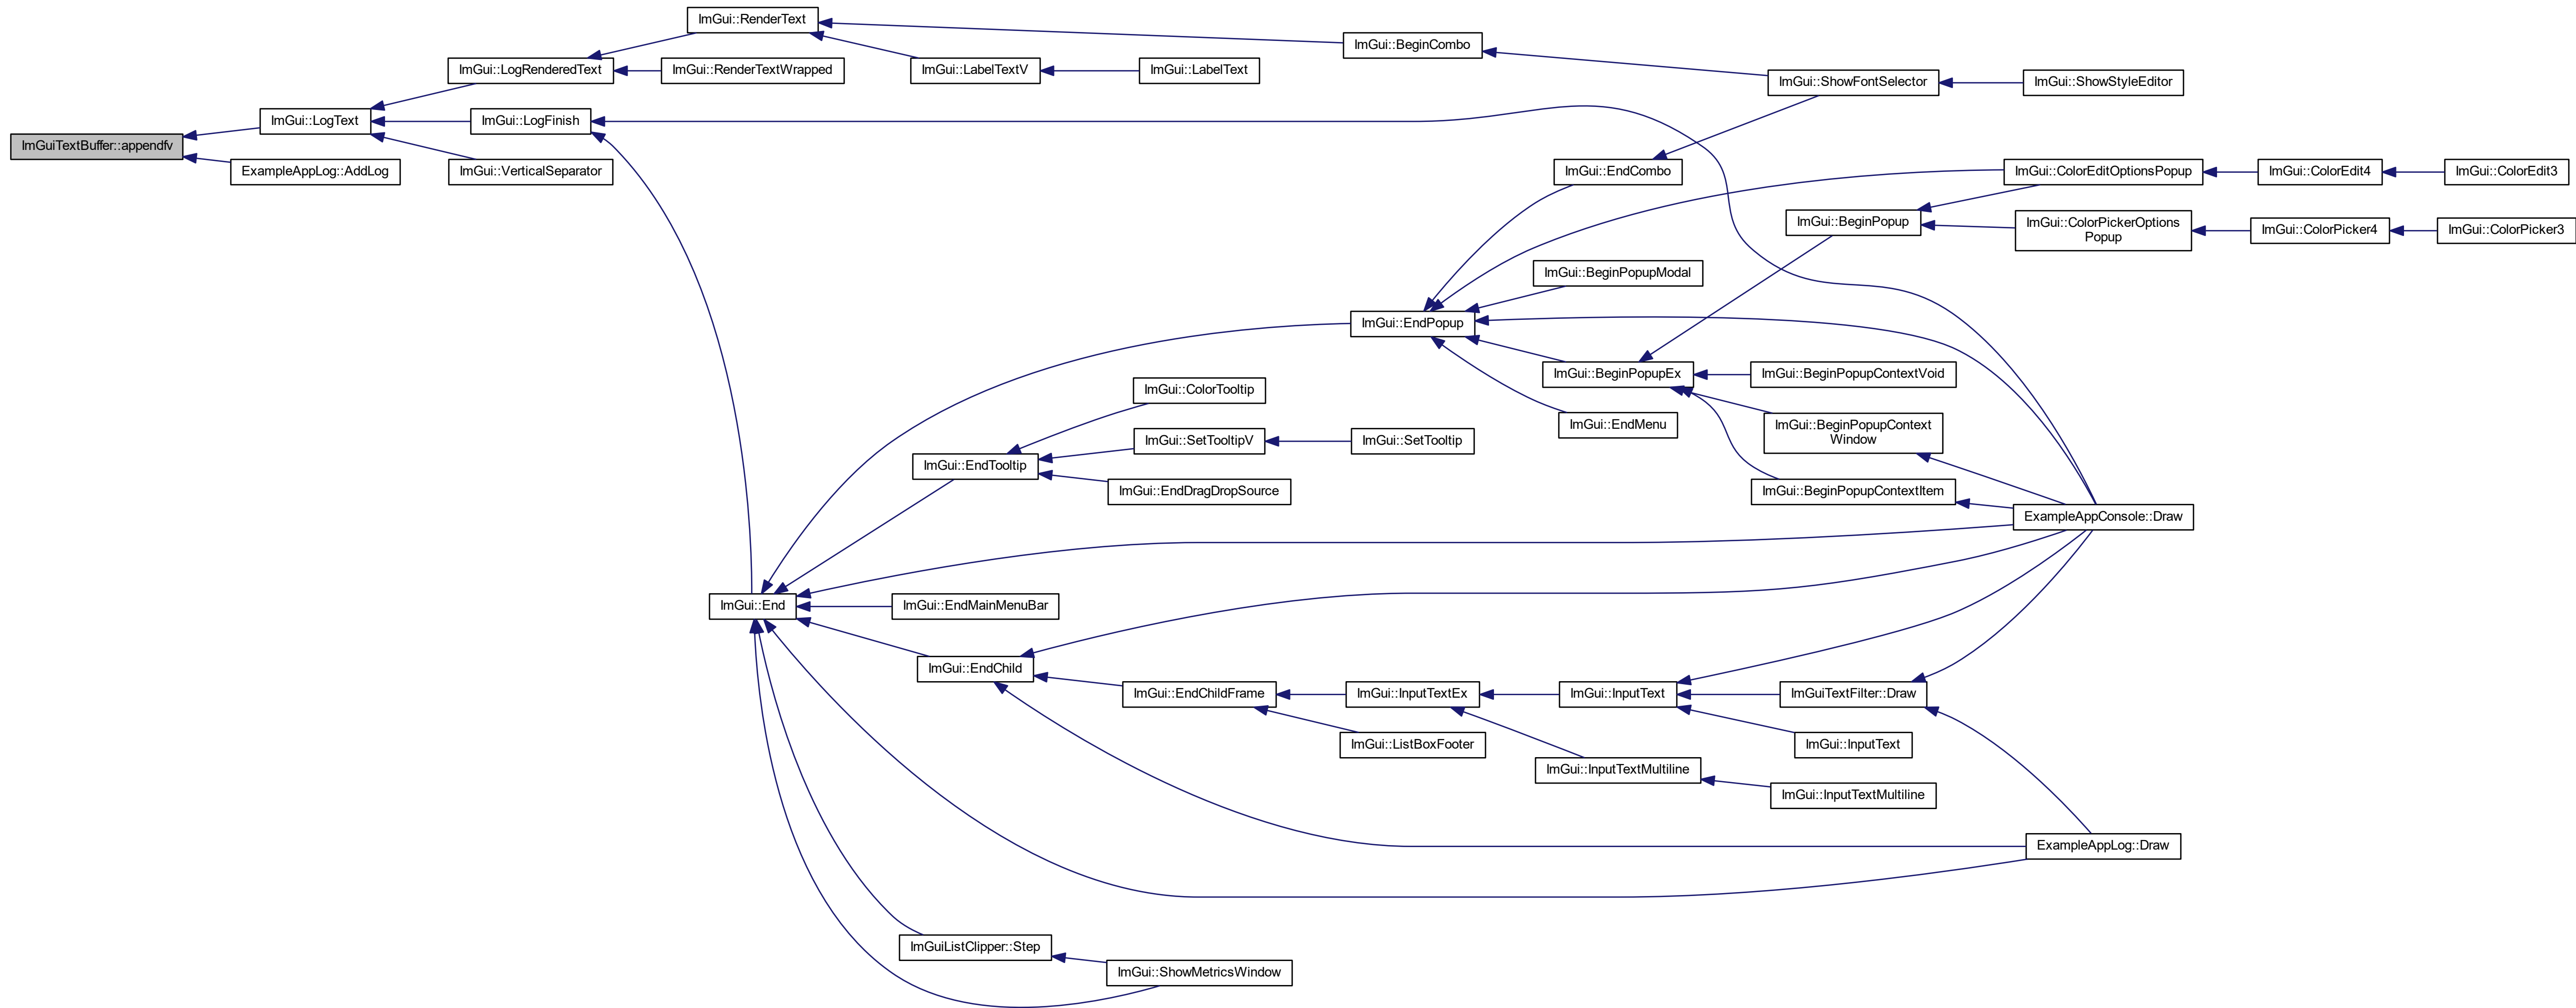 ImGui::RenderText
ImGui::BeginCombo
ImGui::LogRenderedText
ImGui::RenderTextWrapped
ImGui::LabelTextV
ImGui::LabelText
ImGui::ShowFontSelector
ImGui::ShowStyleEditor
ImGui::LogText
ImGui::LogFinish
ImGuiTextBuffer::appendfv
ExampleAppLog::AddLog
ImGui::VerticalSeparator
ImGui::EndCombo
ImGui::ColorEditOptionsPopup
ImGui::ColorEdit4
ImGui::ColorEdit3
ImGui::BeginPopup
ImGui::ColorPickerOptions
Popup
ImGui::ColorPicker4
ImGui::ColorPicker3
ImGui::BeginPopupModal
ImGui::EndPopup
ImGui::BeginPopupEx
ImGui::BeginPopupContextVoid
ImGui::ColorTooltip
ImGui::EndMenu
ImGui::BeginPopupContext
Window
ImGui::SetTooltipV
ImGui::SetTooltip
ImGui::EndTooltip
ImGui::EndDragDropSource
ImGui::BeginPopupContextItem
ExampleAppConsole::Draw
ImGui::End
ImGui::EndMainMenuBar
ImGui::EndChild
ImGui::EndChildFrame
ImGui::InputTextEx
ImGui::InputText
ImGuiTextFilter::Draw
ImGui::ListBoxFooter
ImGui::InputText
ImGui::InputTextMultiline
ImGui::InputTextMultiline
ExampleAppLog::Draw
ImGuiListClipper::Step
ImGui::ShowMetricsWindow